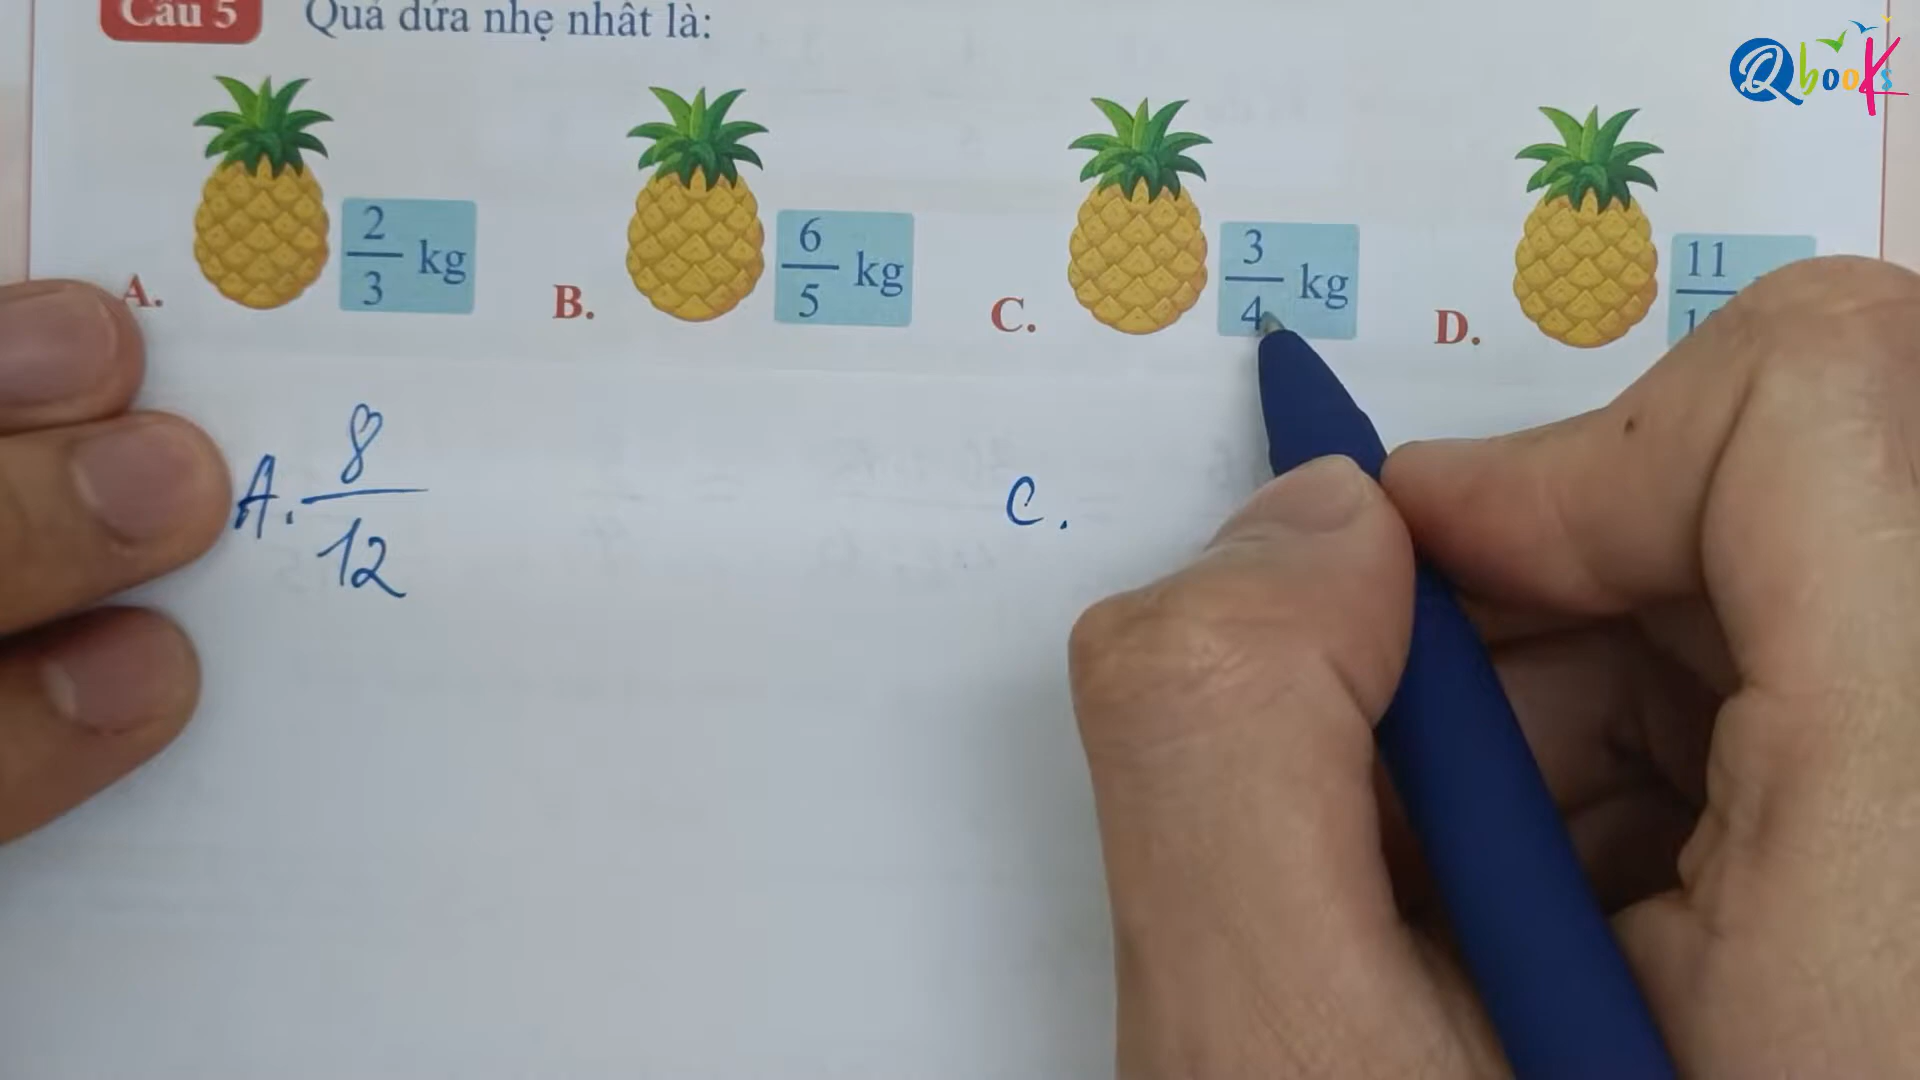 Câu 5 Quả dứa nhẹ nhất là:
A. 2/3 kg B. 6/5 kg C. 3/4 kg D. 11
A. 8/12 C.
Qbooks